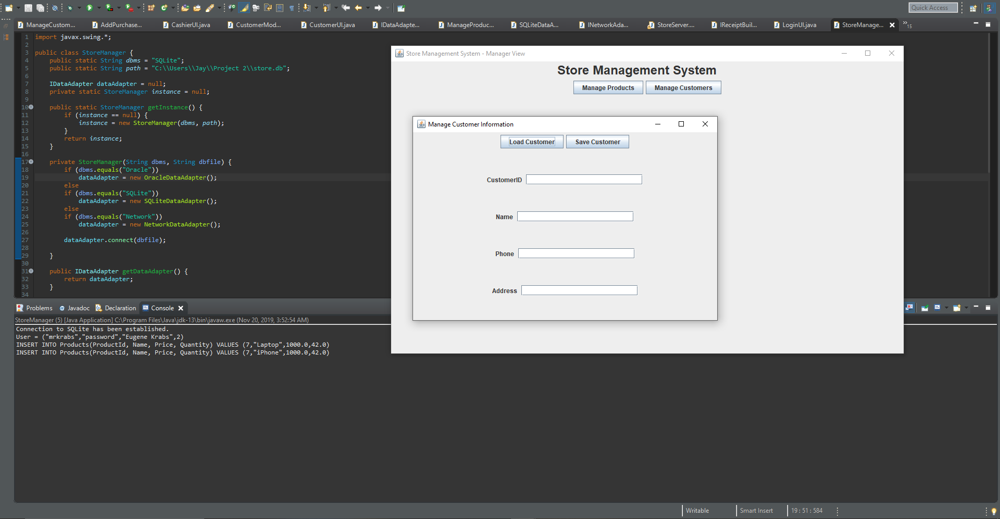 Quick Access
ManageCustom...
AddPurchase...
CashierUI.java
CustomerMod...
CustomerUI.java
IDataAdapte...
ManageProduc...
SQLiteDataA...
INetworkAda...
StoreServer....
IReceiptBuil...
LoginUI.java
StoreManage...
15
1 import javax.swing.*;
2
3 public class StoreManager {
4 public static String dbms = "SQLite";
5 public static String path = "C:\\Users\\Jay\\Project 2\\store.db";
6
7 IDataAdapter dataAdapter = null;
8 private static StoreManager instance = null;
9
10 public static StoreManager getInstance() {
11 if (instance == null) {
12 instance = new StoreManager(dbms, path);
13 }
14 return instance;
15 }
16
17 private StoreManager(String dbms, String dbfile) {
18 if (dbms.equals("Oracle"))
19 dataAdapter = new OracleDataAdapter();
20 else
21 if (dbms.equals("SQLite"))
22 dataAdapter = new SQLiteDataAdapter();
23 else
24 if (dbms.equals("Network"))
25 dataAdapter = new NetworkDataAdapter();
26
27 dataAdapter.connect(dbfile);
28
29 }
30
31 public IDataAdapter getDataAdapter() {
32 return dataAdapter;
33 }
34
Store Management System - Manager View
Store Management System
Manage Products
Manage Customers
Manage Customer Information
Load Customer
Save Customer
CustomerID
Name
Phone
Address
Problems
@ Javadoc
Declaration
Console
StoreManager (5) [Java Application] C:\Program Files\Java\jdk-13\bin\javaw.exe (Nov 20, 2019, 3:52:54 AM)
Connection to SQLite has been established.
User = ("mrkrabs","password","Eugene Krabs",2)
INSERT INTO Products(ProductId, Name, Price, Quantity) VALUES (7,"Laptop",1000.0,42.0)
INSERT INTO Products(ProductId, Name, Price, Quantity) VALUES (7,"iPhone",1000.0,42.0)
Writable
Smart Insert
19 : 51 : 584